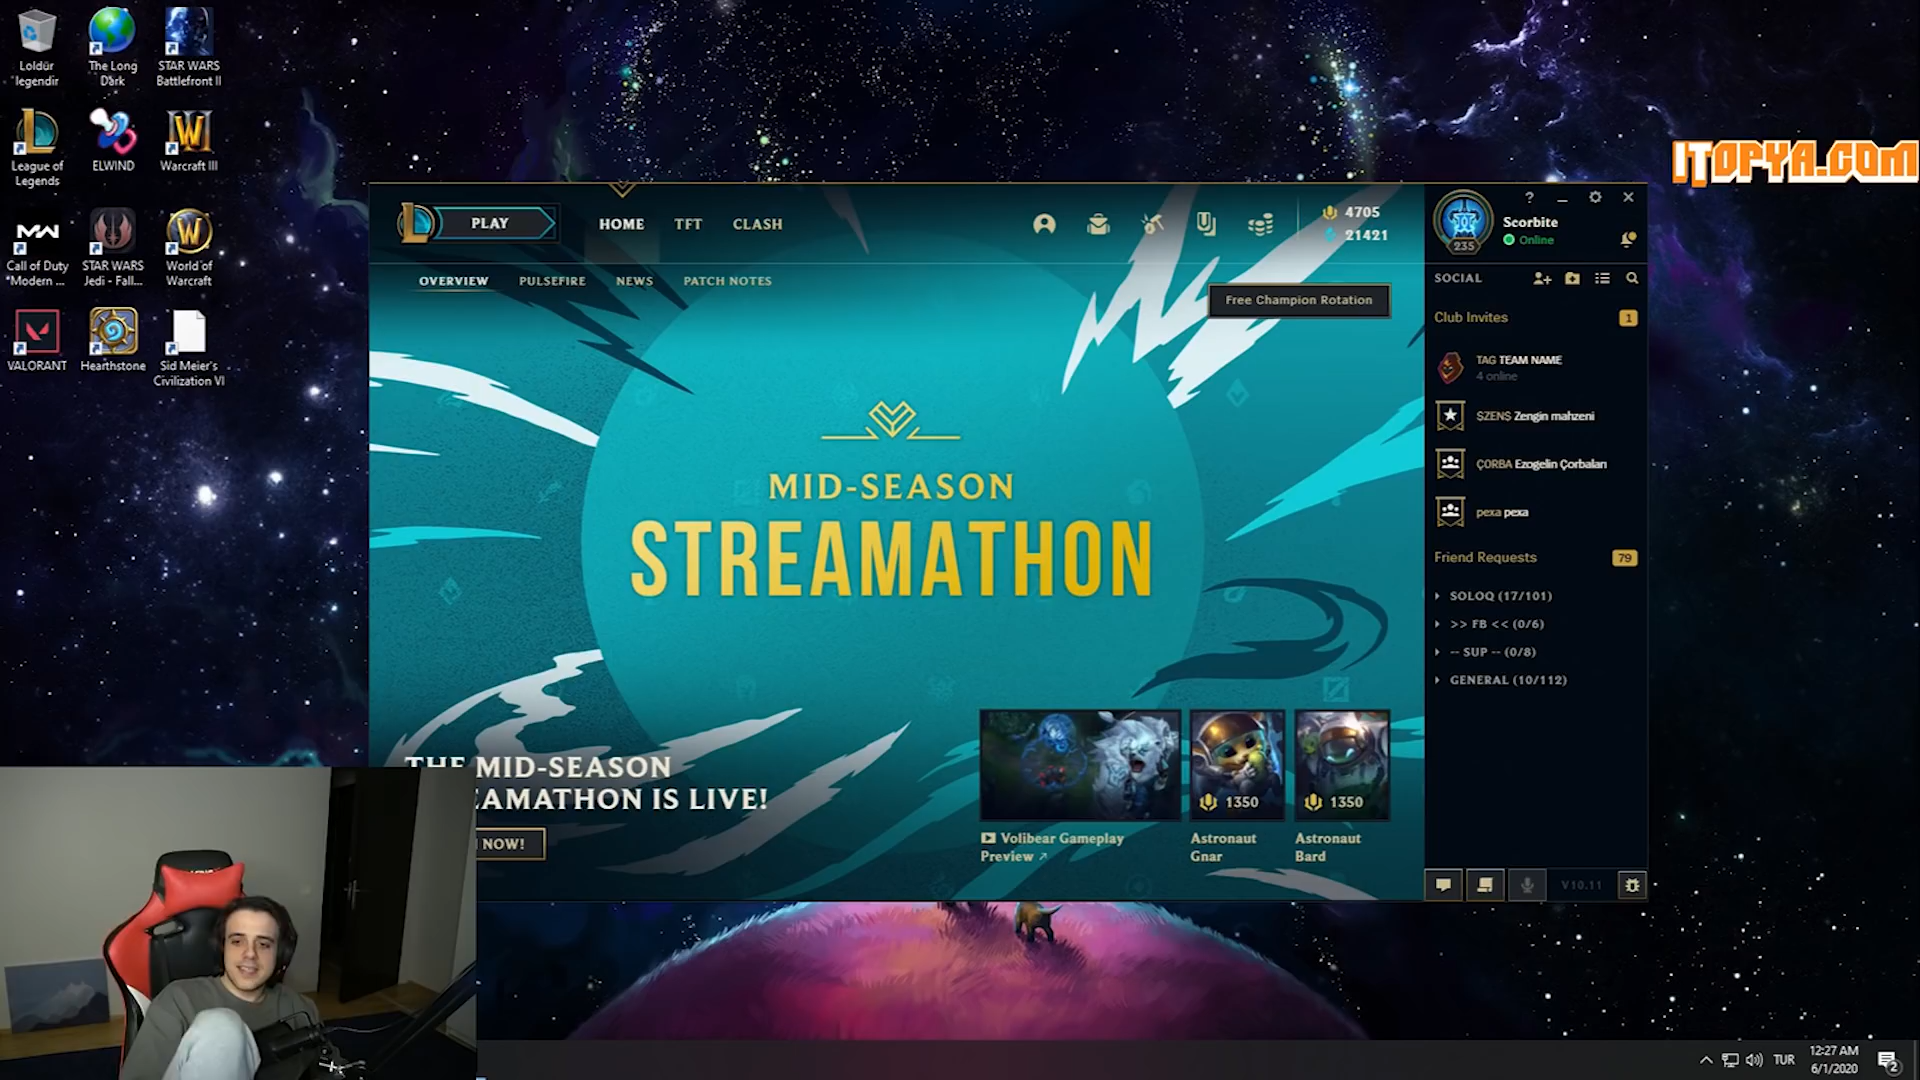 Loldür
legendir
The Long
Dark
STAR WARS
Battlefront II
League of
Legends
ELWIND
Warcraft III
Call of Duty
Modern ...
STAR WARS
Jedi - Fall...
World of
Warcraft
VALORANT
Hearthstone
Sid Meier's
Civilization VI
ITOPYA.COM
PLAY
HOME
TFT
CLASH
4705
21421
OVERVIEW
PULSEFIRE
NEWS
PATCH NOTES
Free Champion Rotation
MID-SEASON
STREAMATHON
THE MID-SEASON
EAMATHON IS LIVE!
NOW!
1350
1350
Volibear Gameplay
Preview
Astronaut
Gnar
Astronaut
Bard
?
235
Scorbite
Online
SOCIAL
Club Invites
1
TAG TEAM NAME
4 online
SZENS Zengin mahzeni
ÇORBA Ezogelin Çorbaları
pexa pexa
Friend Requests
79
SOLOQ (17/101)
>> FB << (0/6)
-- SUP -- (0/8)
GENERAL (10/112)
V10.11
TUR
12:27 AM
6/1/2020
2